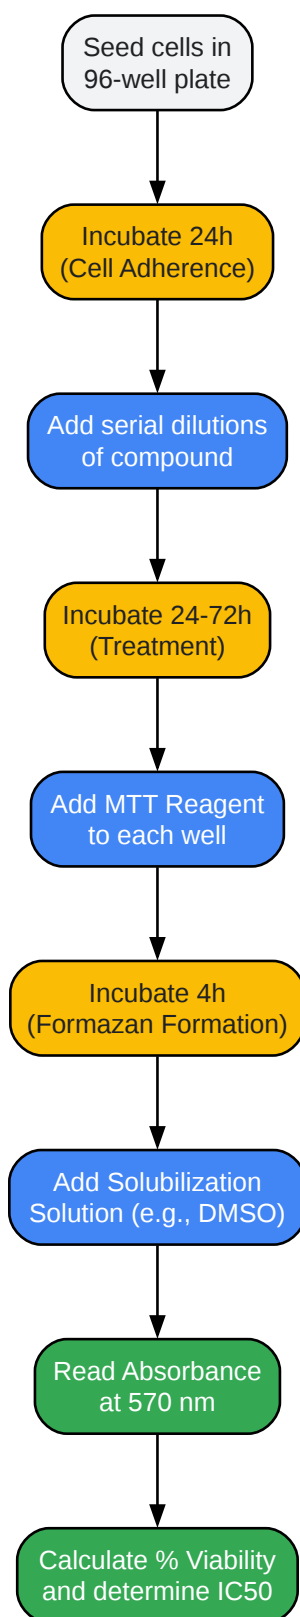 Seed cells in
96-well plate
Incubate 24h
(Cell Adherence)
Add serial dilutions
of compound
Incubate 24-72h
(Treatment)
Add MTT Reagent
to each well
Incubate 4h
(Formazan Formation)
Add Solubilization
Solution (e.g., DMSO)
Read Absorbance
at 570 nm
Calculate % Viability
and determine IC50